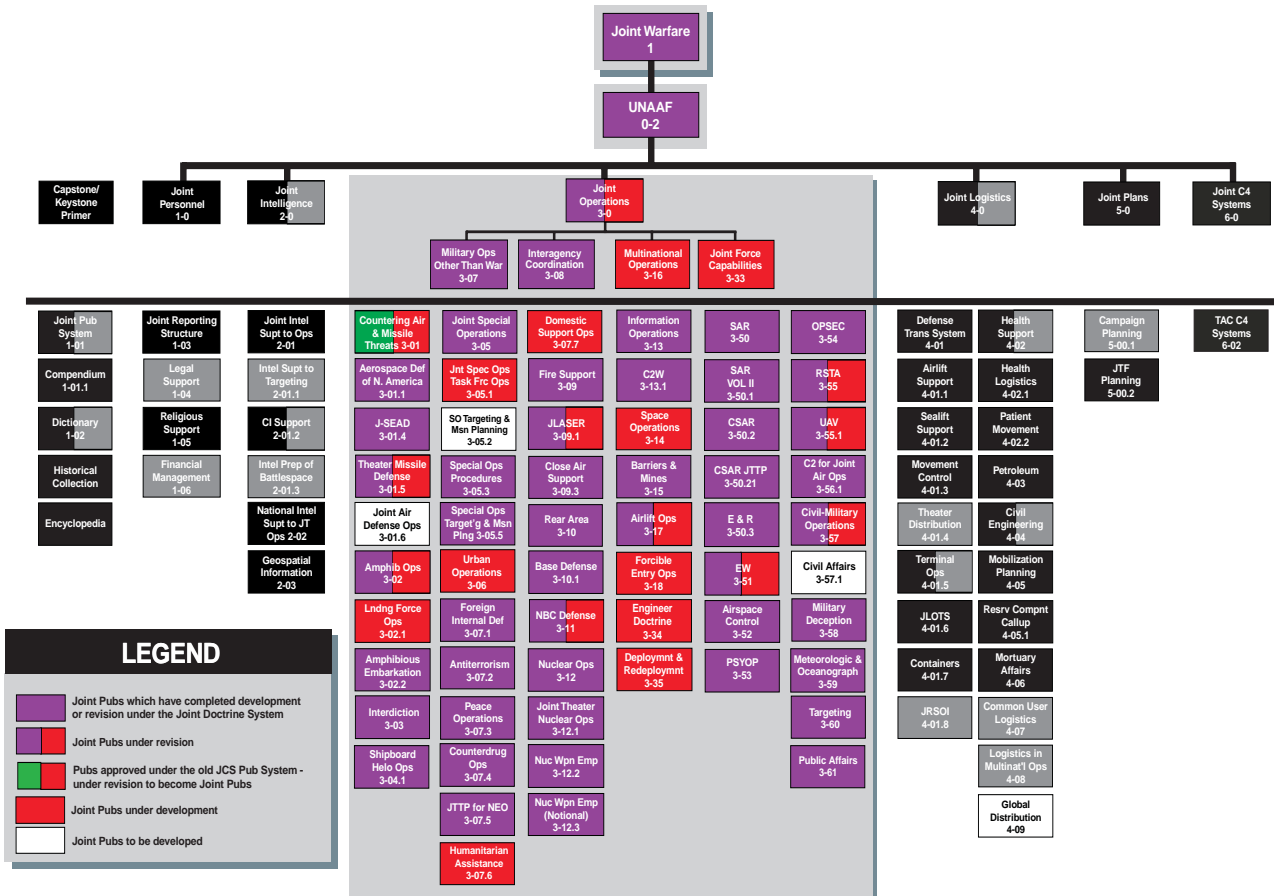 Joint Warfare
1
UNAAF
0-2
Capstone/
Keystone
Primer
Joint
Personnel
1-0
Joint
Intelligence
2-0
Joint
Operations
3-0
Joint Logistics
4-0
Joint Plans
5-0
Joint C4
Systems
6-0
Military Ops
Other Than War
3-07
Interagency
Coordination
3-08
Multinational
Operations
3-16
Joint Force
Capabilities
3-33
Joint Pub
System
1-01
Compendium
1-01.1
Dictionary
1-02
Historical
Collection
Encyclopedia
Joint Reporting
Structure
1-03
Legal
Support
1-04
Religious
Support
1-05
Financial
Management
1-06
Joint Intel
Supt to Ops
2-01
Intel Supt to
Targeting
2-01.1
CI Support
2-01.2
Intel Prep of
Battlespace
2-01.3
National Intel
Supt to JT
Ops 2-02
Geospatial
Information
2-03
Countering Air
& Missile
Threats 3-01
Aerospace Def
of N. America
3-01.1
J-SEAD
3-01.4
Theater Missile
Defense
3-01.5
Joint Air
Defense Ops
3-01.6
Amphib Ops
3-02
Lndng Force
Ops
3-02.1
Amphibious
Embarkation
3-02.2
Interdiction
3-03
Shipboard
Helo Ops
3-04.1
Joint Special
Operations
3-05
Jnt Spec Ops
Task Frc Ops
3-05.1
SO Targeting &
Msn Planning
3-05.2
Special Ops
Procedures
3-05.3
Special Ops
Target'g & Msn
Plng 3-05.5
Urban
Operations
3-06
Foreign
Internal Def
3-07.1
Antiterrorism
3-07.2
Peace
Operations
3-07.3
Counterdrug
Ops
3-07.4
JTTP for NEO
3-07.5
Humanitarian
Assistance
3-07.6
Domestic
Support Ops
3-07.7
Fire Support
3-09
JLASER
3-09.1
Close Air
Support
3-09.3
Rear Area
3-10
Base Defense
3-10.1
NBC Defense
3-11
Nuclear Ops
3-12
Joint Theater
Nuclear Ops
3-12.1
Nuc Wpn Emp
3-12.2
Nuc Wpn Emp
(Notional)
3-12.3
Information
Operations
3-13
C2W
3-13.1
Space
Operations
3-14
Barriers &
Mines
3-15
Airlift Ops
3-17
Forcible
Entry Ops
3-18
Engineer
Doctrine
3-34
Deploymnt &
Redeploymnt
3-35
SAR
3-50
SAR
VOL II
3-50.1
CSAR
3-50.2
CSAR JTTP
3-50.21
E & R
3-50.3
EW
3-51
Airspace
Control
3-52
PSYOP
3-53
OPSEC
3-54
RSTA
3-55
UAV
3-55.1
C2 for Joint
Air Ops
3-56.1
Civil-Military
Operations
3-57
Civil Affairs
3-57.1
Military
Deception
3-58
Meteorologic &
Oceanograph
3-59
Targeting
3-60
Public Affairs
3-61
Defense
Trans System
4-01
Airlift
Support
4-01.1
Sealift
Support
4-01.2
Movement
Control
4-01.3
Theater
Distribution
4-01.4
Terminal
Ops
4-01.5
JLOTS
4-01.6
Containers
4-01.7
JRSOI
4-01.8
Health
Support
4-02
Health
Logistics
4-02.1
Patient
Movement
4-02.2
Petroleum
4-03
Civil
Engineering
4-04
Mobilization
Planning
4-05
Resrv Compnt
Callup
4-05.1
Mortuary
Affairs
4-06
Common User
Logistics
4-07
Logistics in
Multinat'l Ops
4-08
Global
Distribution
4-09
Campaign
Planning
5-00.1
JTF
Planning
5-00.2
TAC C4
Systems
6-02
LEGEND
Joint Pubs which have completed development
or revision under the Joint Doctrine System
Joint Pubs under revision
Pubs approved under the old JCS Pub System -
under revision to become Joint Pubs
Joint Pubs under development
Joint Pubs to be developed